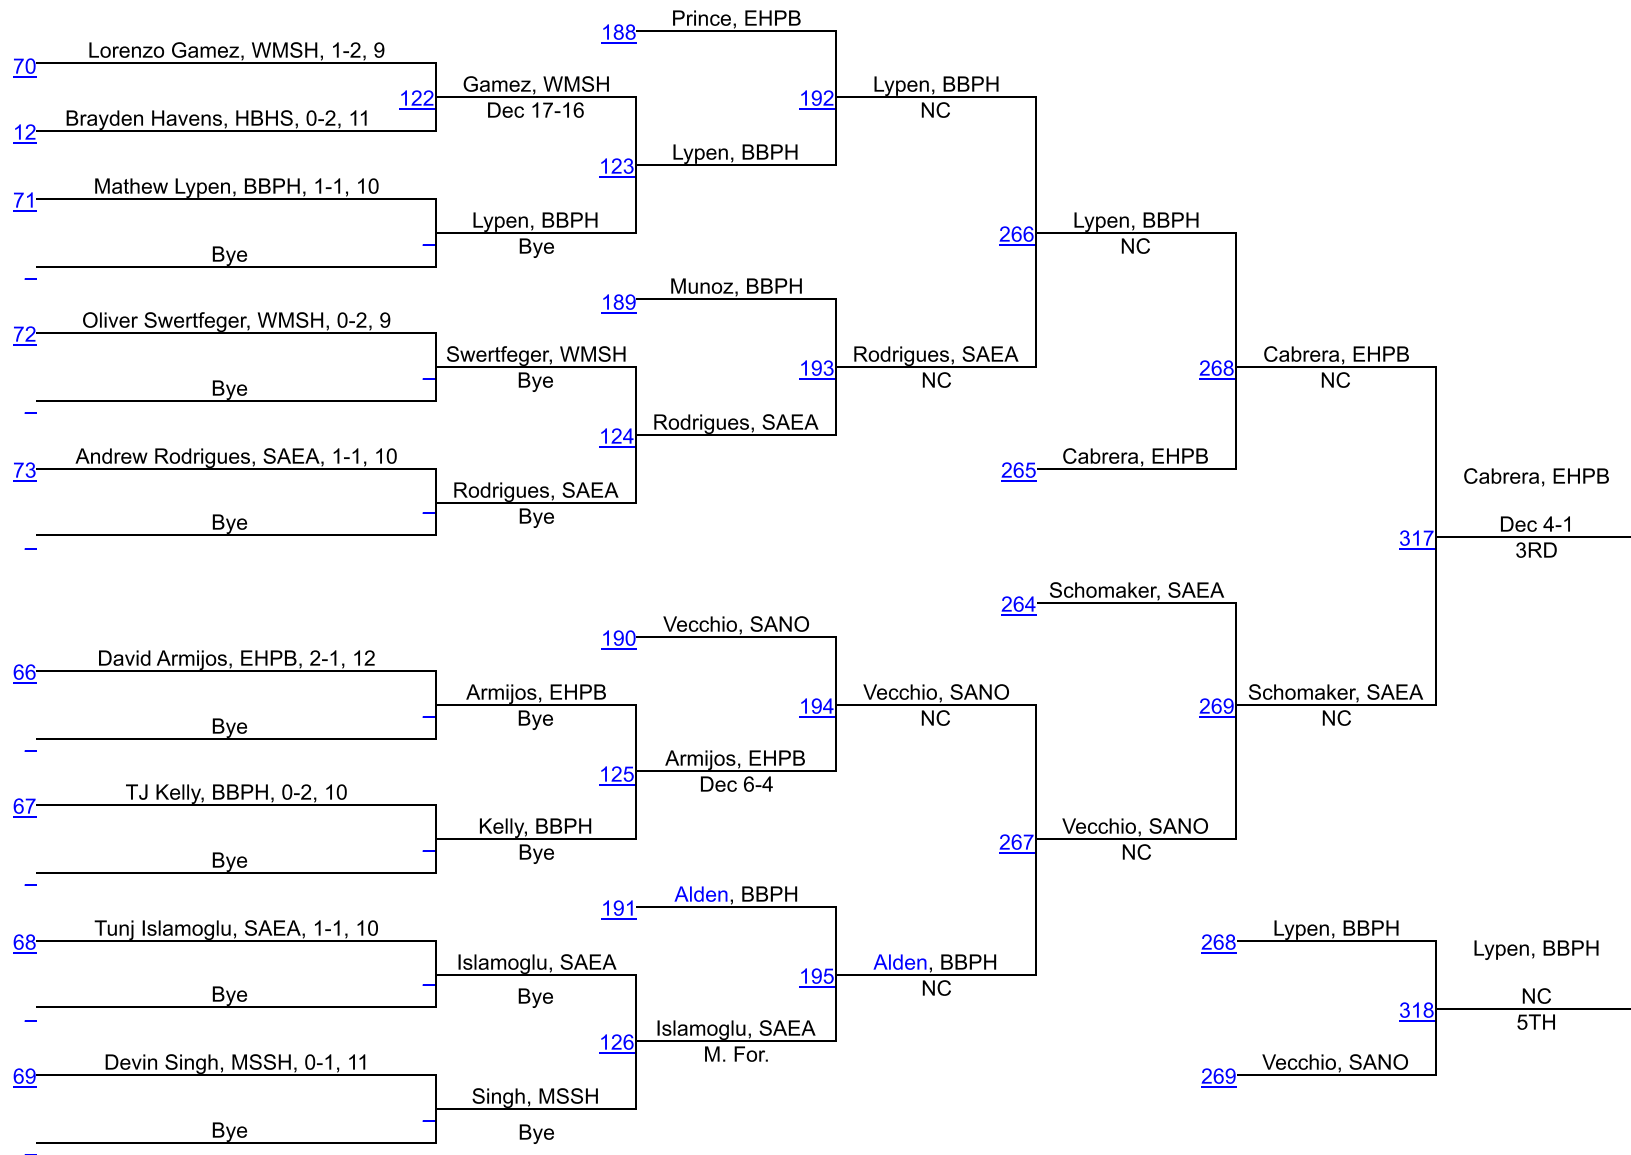 Prince, EHPB
188
Lorenzo Gamez, WMSH, 1-2, 9
70
Gamez, WMSH
Lypen, BBPH
122
192
Dec 17-16
NC
Brayden Havens, HBHS, 0-2, 11
12
Lypen, BBPH
123
Mathew Lypen, BBPH, 1-1, 10
71
Lypen, BBPH
Lypen, BBPH
266
Bye
NC
Bye
Munoz, BBPH
189
Oliver Swertfeger, WMSH, 0-2, 9
72
Swertfeger, WMSH
Rodrigues, SAEA
Cabrera, EHPB
193
268
Bye
NC
NC
Bye
Rodrigues, SAEA
124
Andrew Rodrigues, SAEA, 1-1, 10
73
Cabrera, EHPB
265
Cabrera, EHPB
Rodrigues, SAEA
Bye
Bye
Dec 4-1
317
3RD
Schomaker, SAEA
264
Vecchio, SANO
190
David Armijos, EHPB, 2-1, 12
66
Armijos, EHPB
Vecchio, SANO
Schomaker, SAEA
194
269
Bye
NC
NC
Bye
Armijos, EHPB
125
Dec 6-4
TJ Kelly, BBPH, 0-2, 10
67
Kelly, BBPH
Vecchio, SANO
267
Bye
NC
Bye
Alden, BBPH
191
Tunj Islamoglu, SAEA, 1-1, 10
68
Lypen, BBPH
268
Lypen, BBPH
Islamoglu, SAEA
Alden, BBPH
195
Bye
NC
Bye
NC
318
5TH
Islamoglu, SAEA
126
M. For.
Devin Singh, MSSH, 0-1, 11
69
Vecchio, SANO
269
Singh, MSSH
Bye
Bye